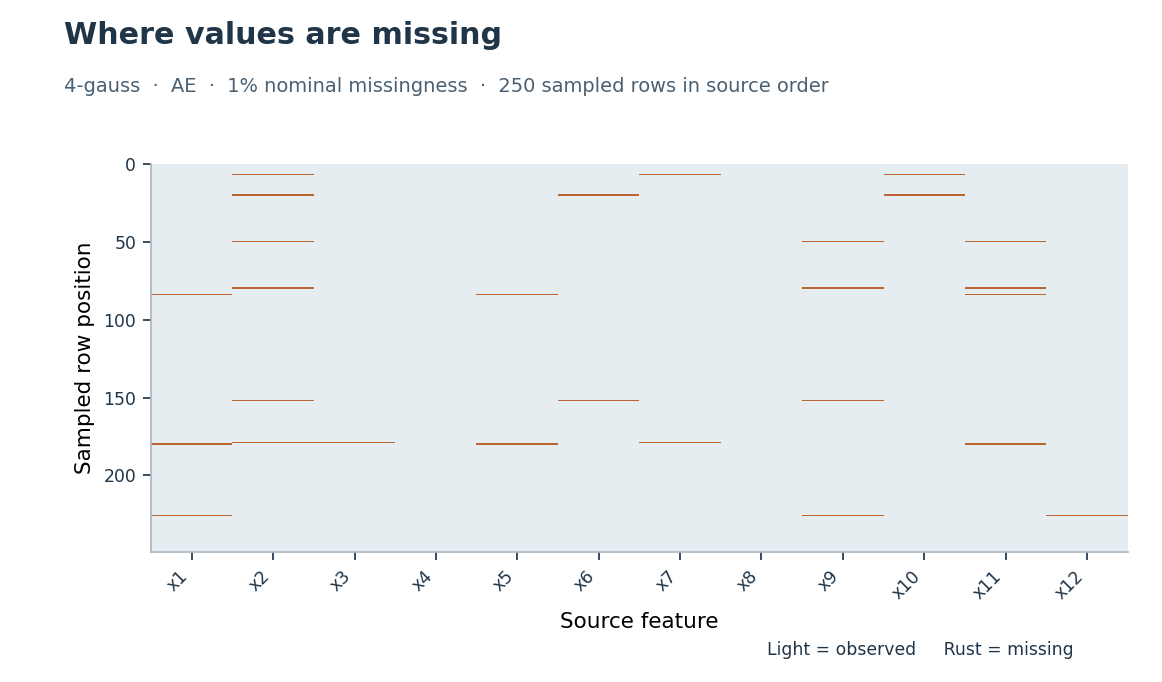 Where values are missing
4-gauss · AE · 1% nominal missingness · 250 sampled rows in source order
Sampled row position
0
50
100
150
200
x1 x2 x3 x4 x5 x6 x7 x8 x9 x10 x11 x12
Source feature
Light = observed Rust = missing